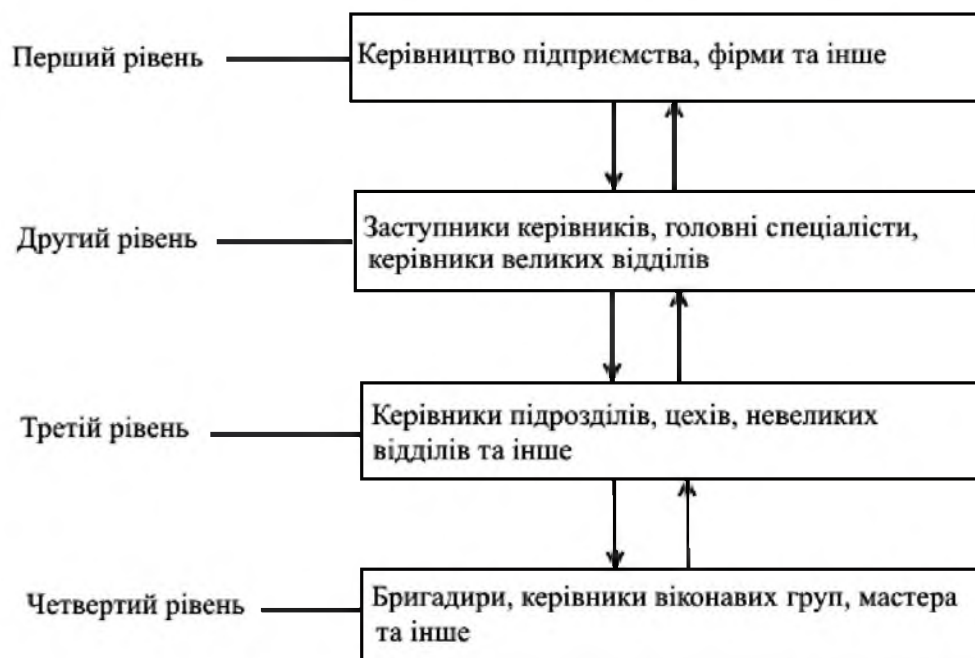 Перший рівень
Керівництво підприємства, фірми та інше
Другий рівень
Заступники керівників, головні спеціалісти,
керівники великих відділів
Третій рівень
Керівники підрозділів, цехів, невеликих
відділів та інше
Четвертий рівень
Бригадири, керівники віконавих груп, мастера
та інше